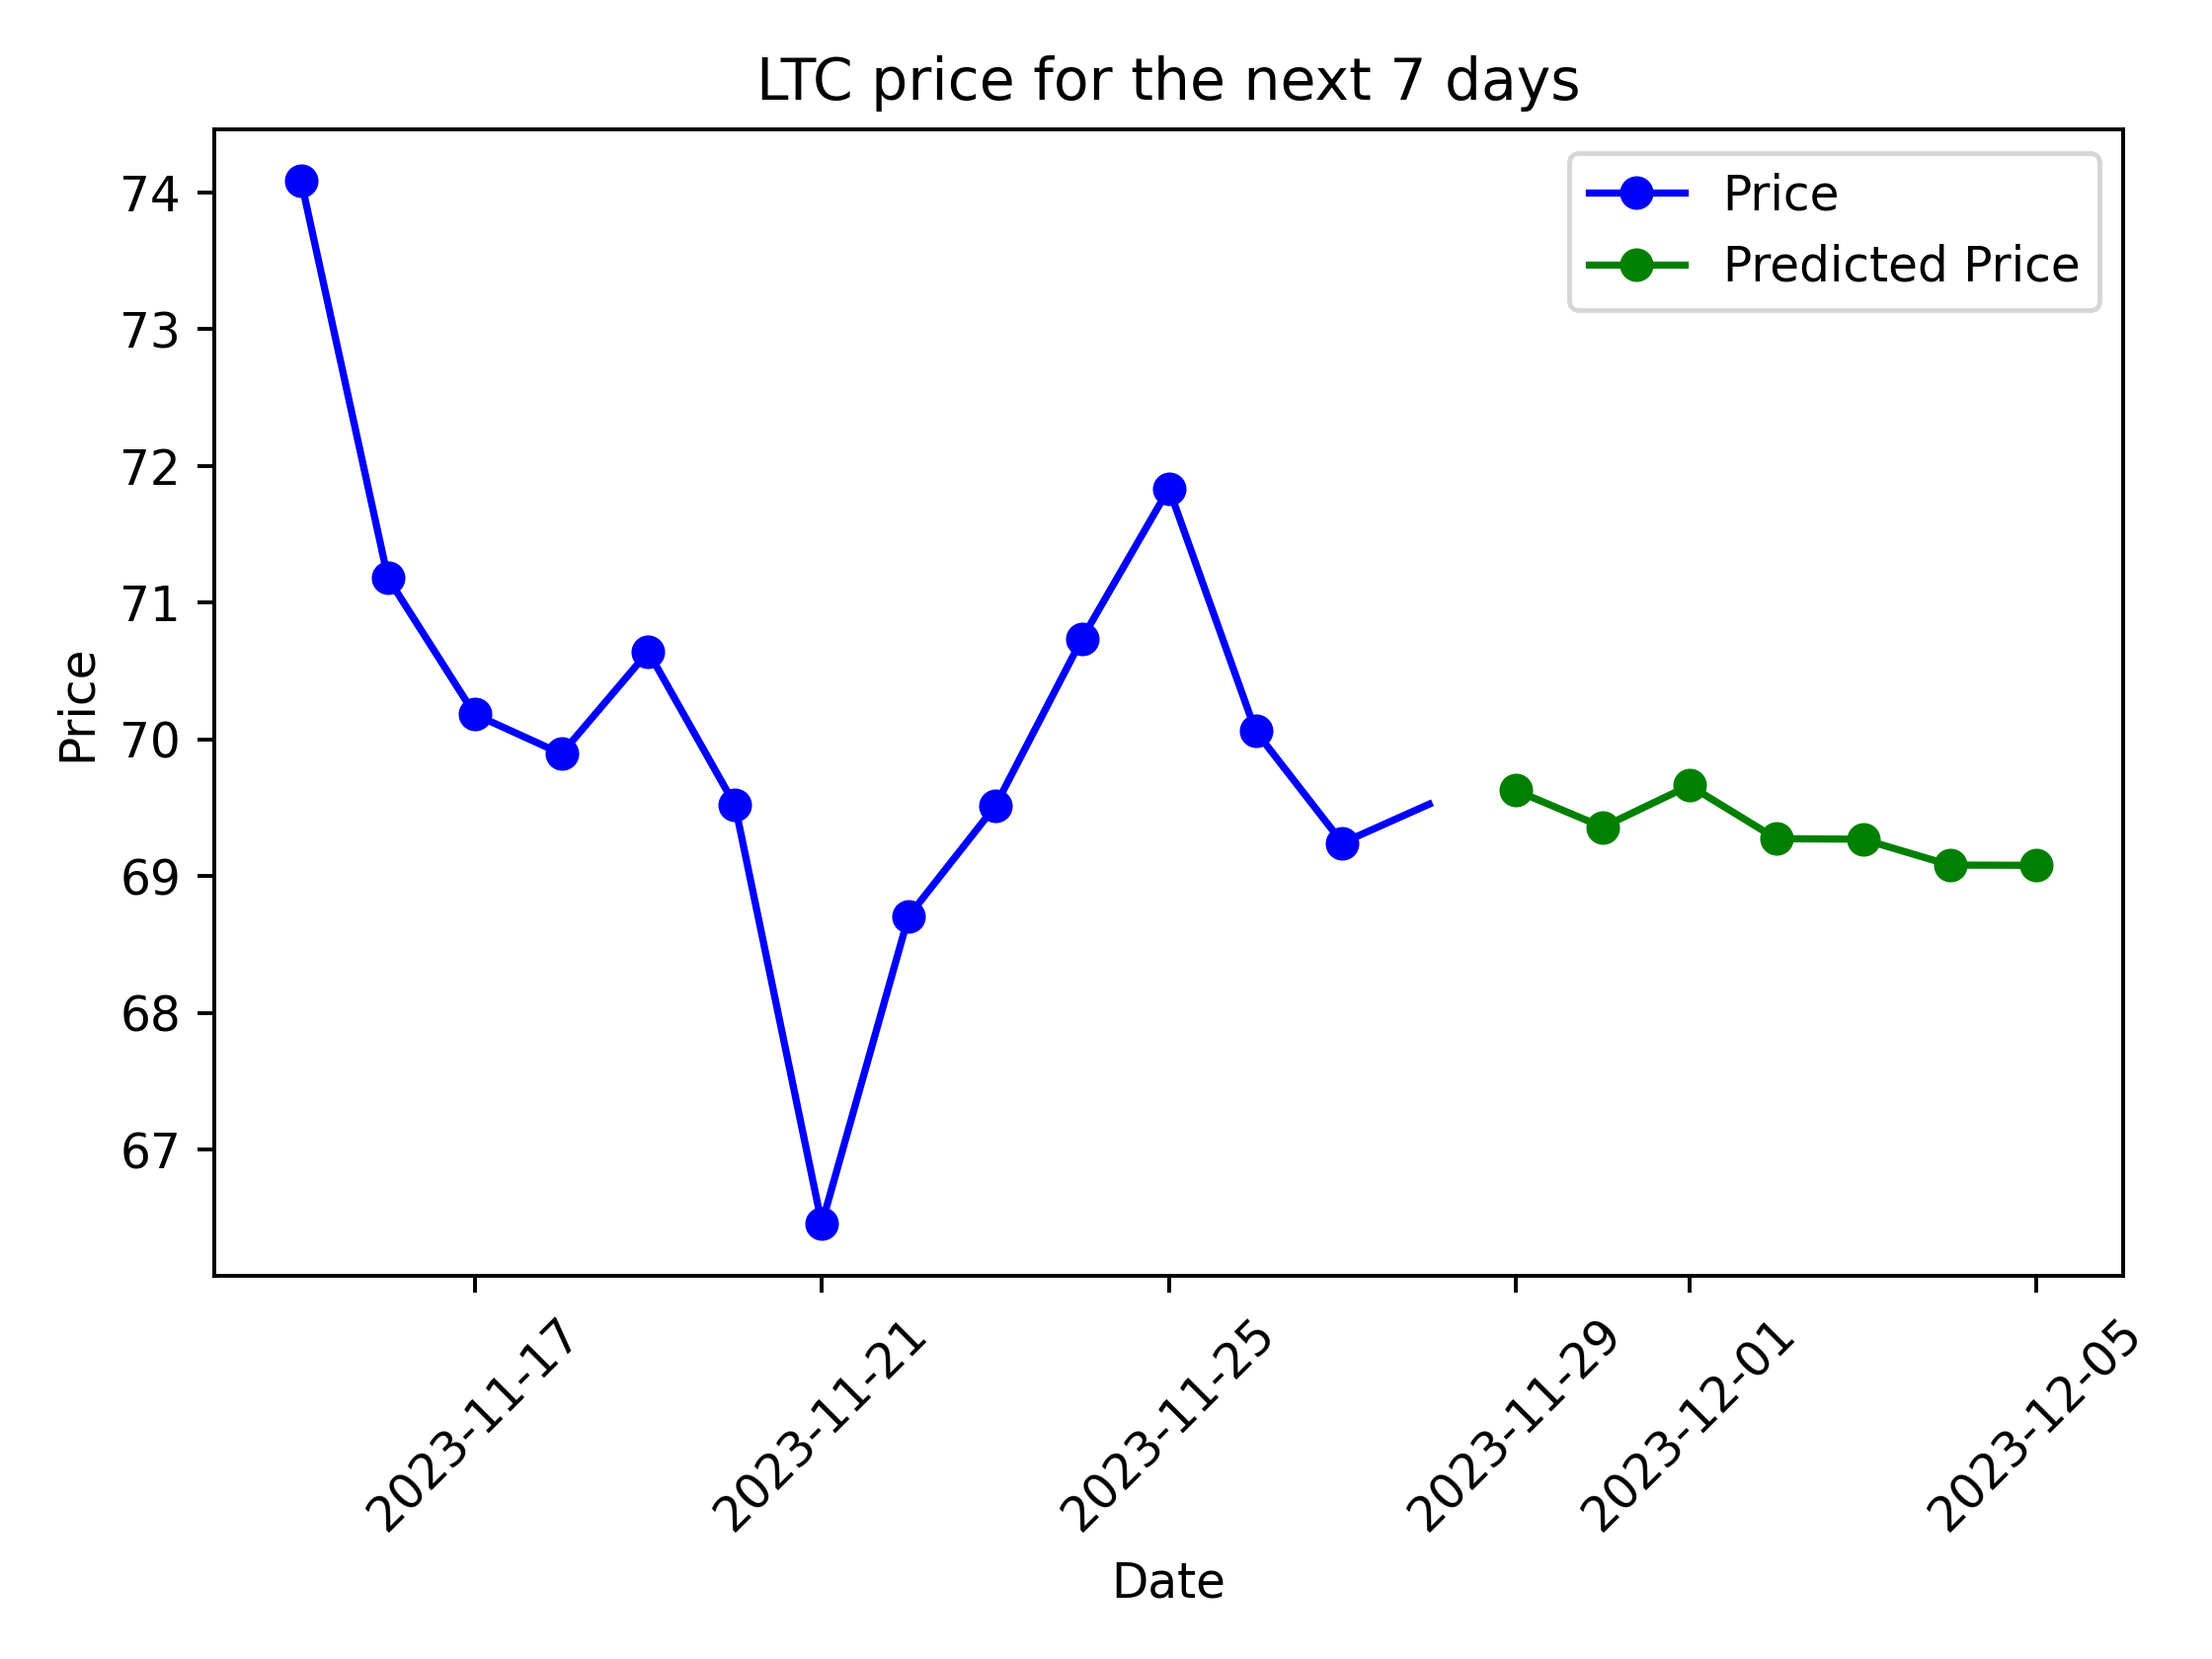 LTC price for the next 7 days
Price
Predicted Price
74
73
72
71
70
69
68
67
Price
2023-11-17
2023-11-21
2023-11-25
2023-11-29
2023-12-01
2023-12-05
Date